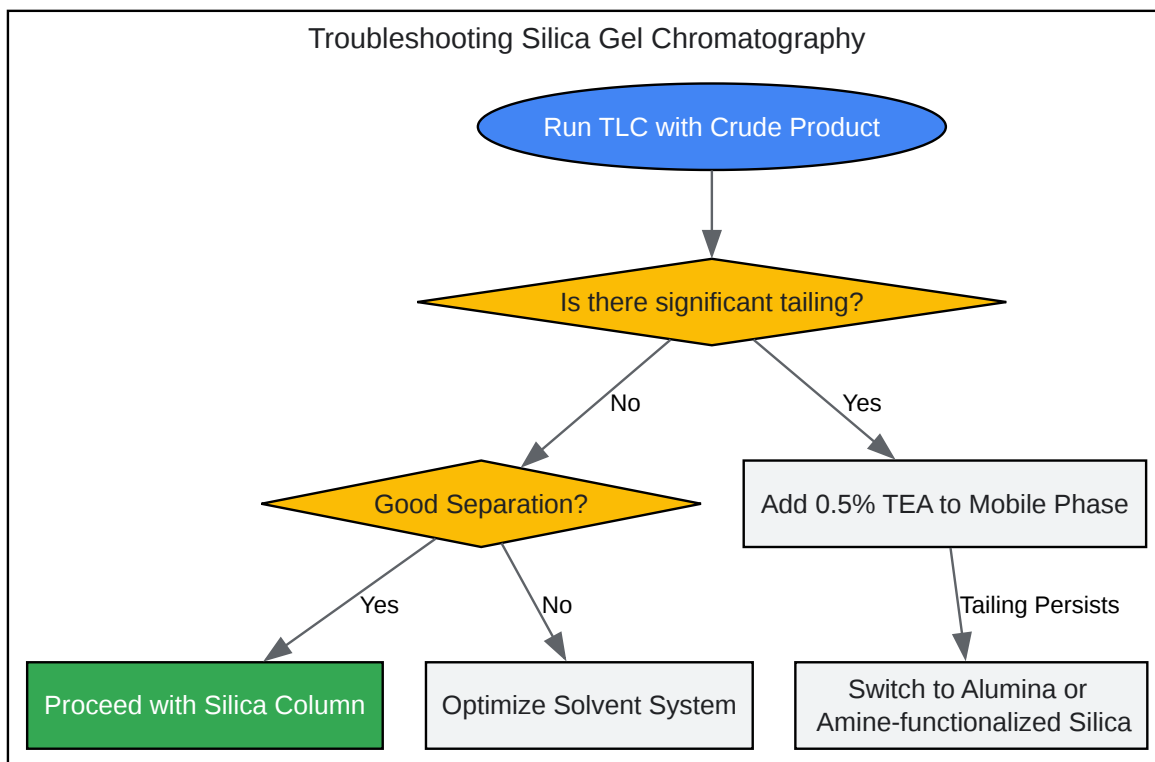 Troubleshooting Silica Gel Chromatography
Run TLC with Crude Product
Is there significant tailing?
No
Yes
Good Separation?
Add 0.5% TEA to Mobile Phase
Yes
No
Tailing Persists
Proceed with Silica Column
Optimize Solvent System
Switch to Alumina or
Amine-functionalized Silica